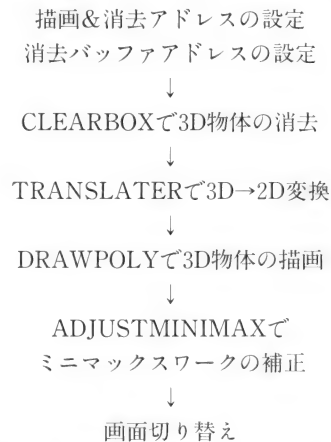 描画&消去アドレスの設定
消去バッファアドレスの設定
↓
CLEARBOXで3D物体の消去
↓
TRANSLATERで3D→2D変換
↓
DRAWPOLYで3D物体の描画
↓
ADJUSTMINIMAXで
ミニマックスワークの補正
↓
画面切り替え